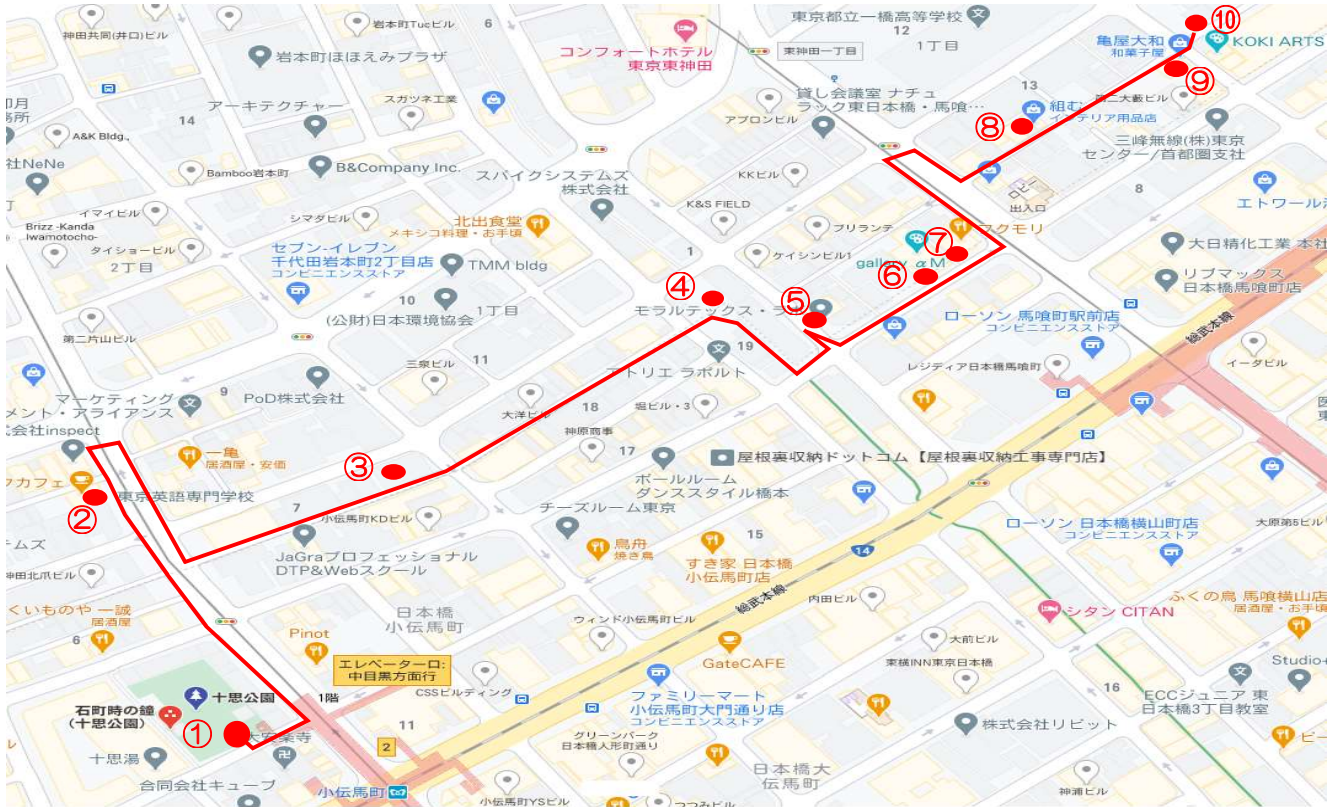 神田共同(井口)ビル
岩本町Tucビル
6
コンフォートホテル
東京東神田
東京都立一橋高等学校
12
1丁目
東神田一丁目
亀屋大和
和菓子屋
⑩
KOKI ARTS
⑨
岩本町ほほえみプラザ
アーキテクチャー
スガツネ工業
14
A&K Bldg.,
貸し会議室 ナチュ
ラック東日本橋・馬喰…
アプロンビル
13
組む
インテリア用品店
⑧
三峰無線(株)東京
センター/首都圏支社
社NeNe
Bamboo岩本町
B&Company Inc.
スパイクシステムズ
株式会社
KKビル
K&S FIELD
8
出入口
エトワール
イマイビル
Brizz -Kanda
Iwamotocho-
タイショービル
2丁目
シマダビル
北出食堂
メキシコ料理・お手頃
セブン-イレブン
千代田岩本町2丁目店
コンビニエンスストア
TMM bldg
1
ブリランテ
ケイシンビル1
フクモリ
gallery αM
⑦
⑥
大日精化工業 本社
リブマックス
日本橋馬喰町店
④
⑤
10
1丁目
(公財)日本環境協会
モラルテックス・ラボ
ローソン 馬喰町駅前店
コンビニエンスストア
総武本線
第二片山ビル
三泉ビル
11
19
アトリエ ラポルト
レジディア日本橋馬喰町
イーダビル
9
マーケティング
メント・アライアンス
PoD株式会社
大洋ビル
18
堀ビル・3
式会社inspect
神原商事
17
一亀
居酒屋・安価
③
屋根裏収納ドットコム【屋根裏収納工事専門店】
フカフェ
東京英語専門学校
②
ボールルーム
ダンススタイル橋本
7
小伝馬町KDビル
チーズルーム東京
ローソン 日本橋横山町店
コンビニエンスストア
大原第5ビル
テムズ
JaGraプロフェッショナル
DTP&Webスクール
鳥舟
焼き鳥
15
すき家 日本橋
小伝馬町店
14
神田北爪ビル
総武本線
内田ビル
シタン CITAN
ふくの鳥 馬喰横山店
居酒屋・お手頃
くいものや 一誠
居酒屋
6
日本橋
小伝馬町
ウィンド小伝馬町ビル
大前ビル
Pinot
エレベーター口:
中目黒方面行
GateCAFE
東横INN東京日本橋
Studio+
1階
CSSビルディング
ファミリーマート
小伝馬町大門通り店
コンビニエンスストア
16
ECCジュニア 東
日本橋3丁目教室
十思公園
石町時の鐘
(十思公園)
①
大安楽寺
11
2
グリーンパーク
日本橋人形町通り
株式会社リビット
ビー
十思湯
合同会社キューブ
小伝馬町
日本橋大
伝馬町
小伝馬町YSビル
つつみビル
神浦ビル